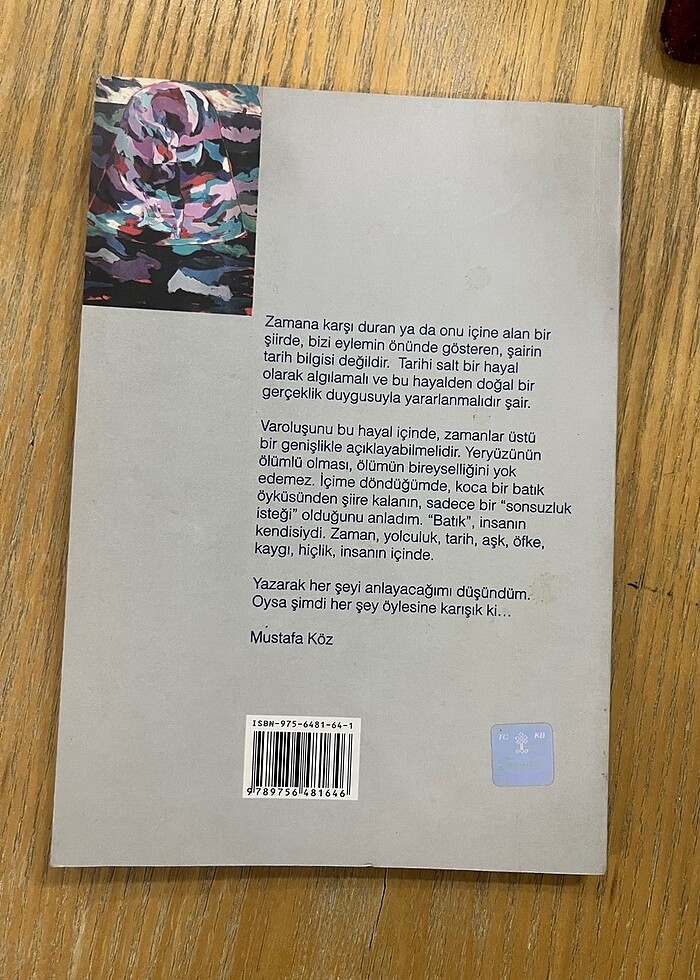 Zamana karşı duran ya da onu içine alan bir
şiirde, bizi eylemin önünde gösteren, şairin
tarih bilgisi değildir. Tarihi salt bir hayal
olarak algılamalı ve bu hayalden doğal bir
gerçeklik duygusuyla yararlanmalıdır şair.
Varoluşunu bu hayal içinde, zamanlar üstü
bir genişlikle açıklayabilmelidir. Yeryüzünün
ölümlü olması, ölümün bireyselliğini yok
edemez. İçime döndüğümde, koca bir batık
öyküsünden şiire kalanın, sadece bir “sonsuzluk
isteği” olduğunu anladım. “Batık”, insanın
kendisiydi. Zaman, yolculuk, tarih, aşk, öfke,
kaygı, hiçlik, insanın içinde.
Yazarak her şeyi anlayacağımı düşündüm.
Oysa şimdi her şey öylesine karışık ki...
Mustafa Köz
ISBN-975-6481-64-1
9789756481646
TC KB